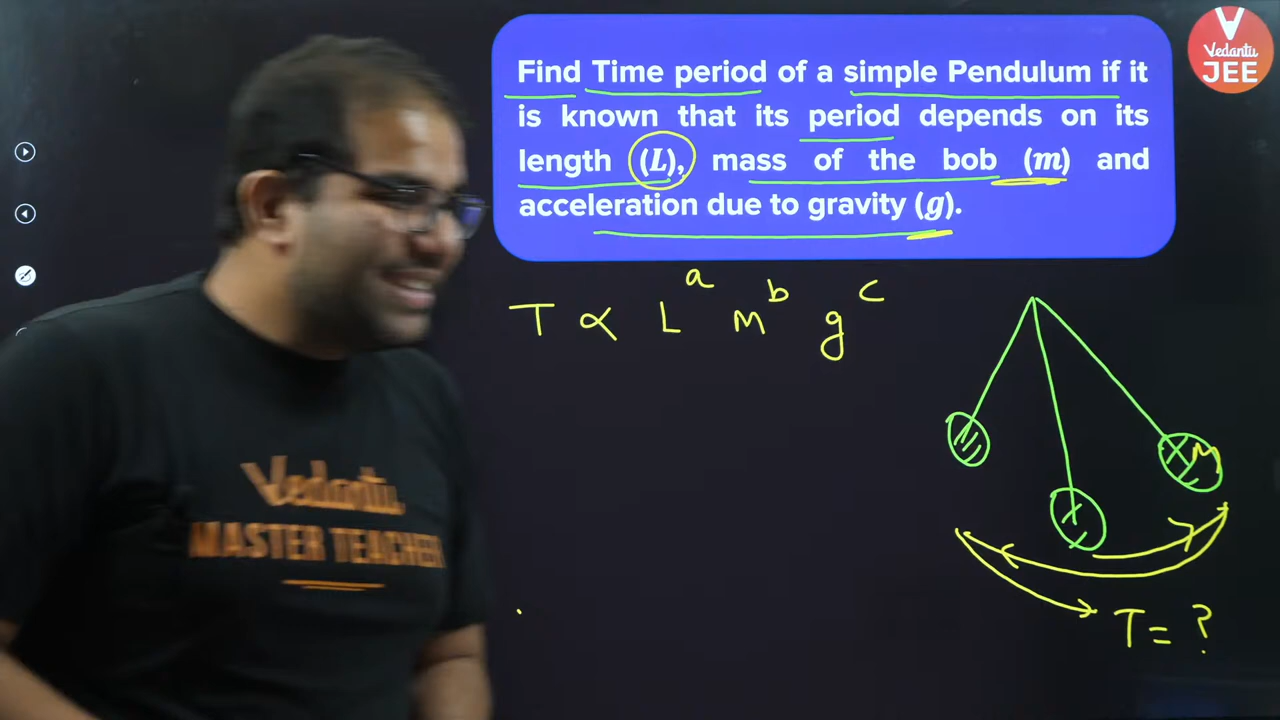 Find Time period of a simple Pendulum if it
is known that its period depends on its
length (L), mass of the bob (m) and
acceleration due to gravity (g).
Vedantu
JEE
T ∝ L^a m^b g^c
m
T = ?
Vedantu
MASTER TEACHER